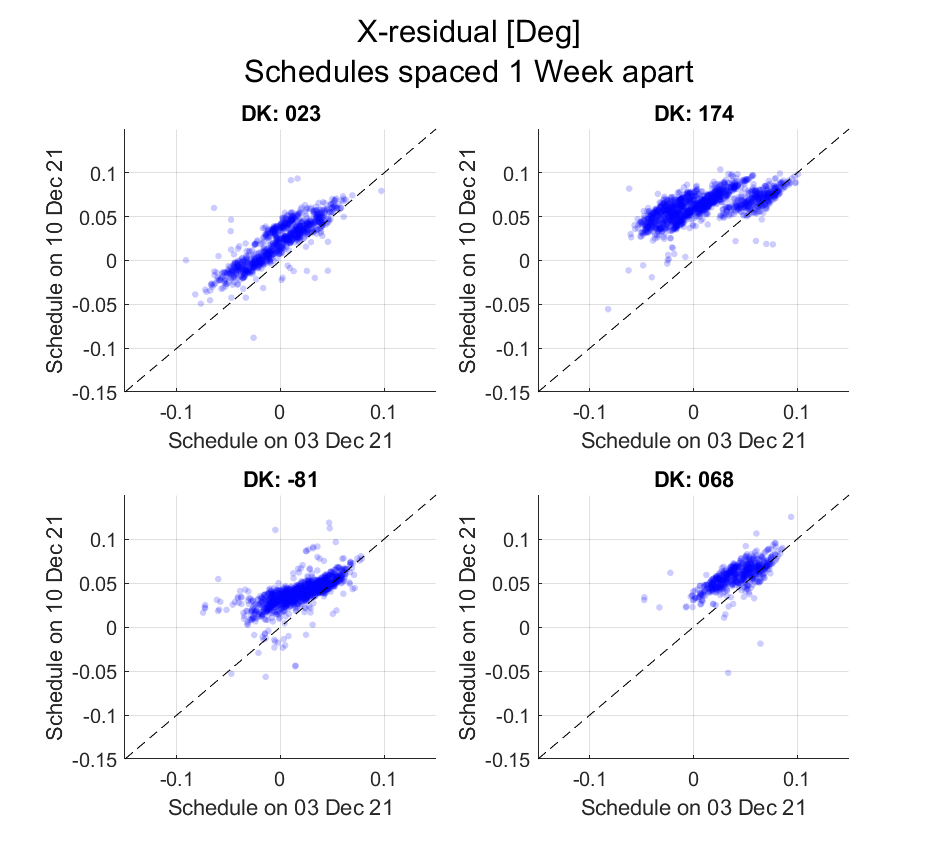 X-residual [Deg]
Schedules spaced 1 Week apart
DK: 023
Schedule on 10 Dec 21
0.1
0.05
0
-0.05
-0.1
-0.15
-0.1 0 0.1
Schedule on 03 Dec 21
DK: 174
Schedule on 10 Dec 21
0.1
0.05
0
-0.05
-0.1
-0.15
-0.1 0 0.1
Schedule on 03 Dec 21
DK: -81
Schedule on 10 Dec 21
0.1
0.05
0
-0.05
-0.1
-0.15
-0.1 0 0.1
Schedule on 03 Dec 21
DK: 068
Schedule on 10 Dec 21
0.1
0.05
0
-0.05
-0.1
-0.15
-0.1 0 0.1
Schedule on 03 Dec 21